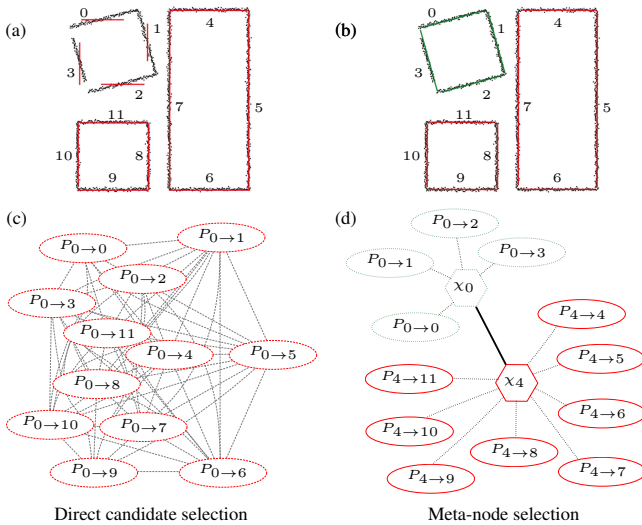 (a)
0
1
3
2
11
10
8
9
4
7
5
6
(b)
0
1
3
2
11
10
8
9
4
7
5
6
(c)
P0→0
P0→1
P0→2
P0→3
P0→11
P0→4
P0→5
P0→8
P0→10
P0→7
P0→9
P0→6
Direct candidate selection
(d)
P0→2
P0→1
P0→3
χ0
P0→0
P4→4
P4→11
χ4
P4→5
P4→10
P4→6
P4→8
P4→9
P4→7
Meta-node selection